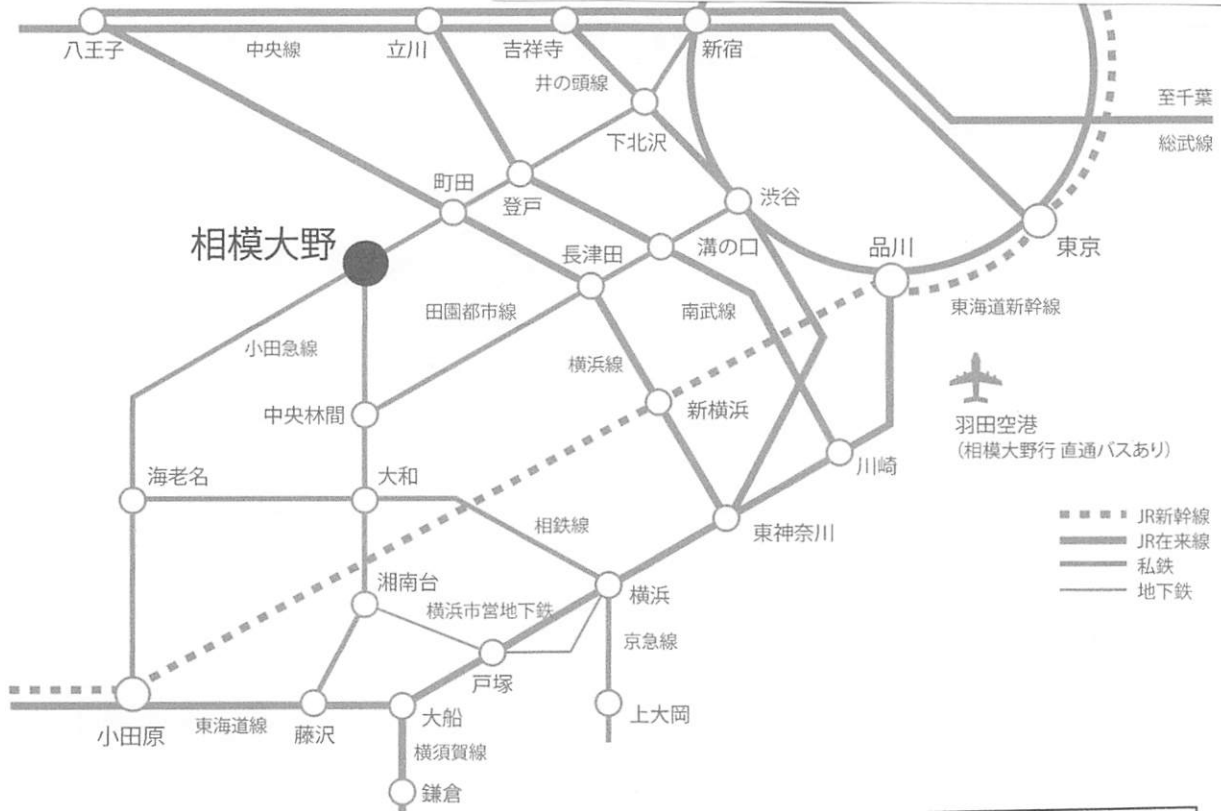 八王子
中央線
立川
吉祥寺
新宿
井の頭線
至千葉
総武線
下北沢
町田
登戸
渋谷
相模大野
長津田
溝の口
品川
東京
田園都市線
南武線
東海道新幹線
小田急線
横浜線
中央林間
新横浜
羽田空港
(相模大野行 直通バスあり)
川崎
海老名
大和
相鉄線
東神奈川
JR新幹線
JR在来線
私鉄
地下鉄
湘南台
横浜市営地下鉄
横浜
京急線
戸塚
小田原
東海道線
藤沢
大船
上大岡
横須賀線
鎌倉